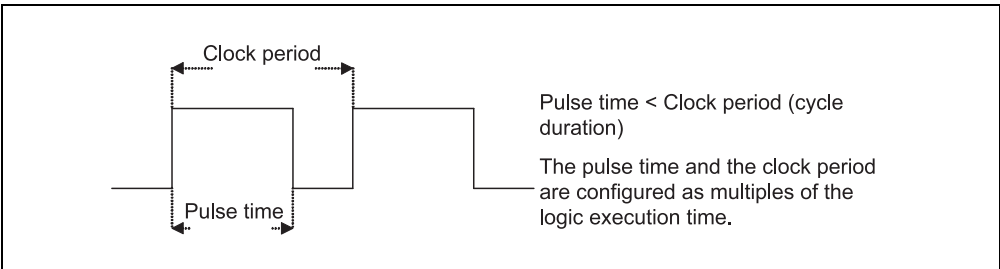 Clock period
Pulse time < Clock period (cycle
duration)
The pulse time and the clock period
are configured as multiples of the
logic execution time.
Pulse time